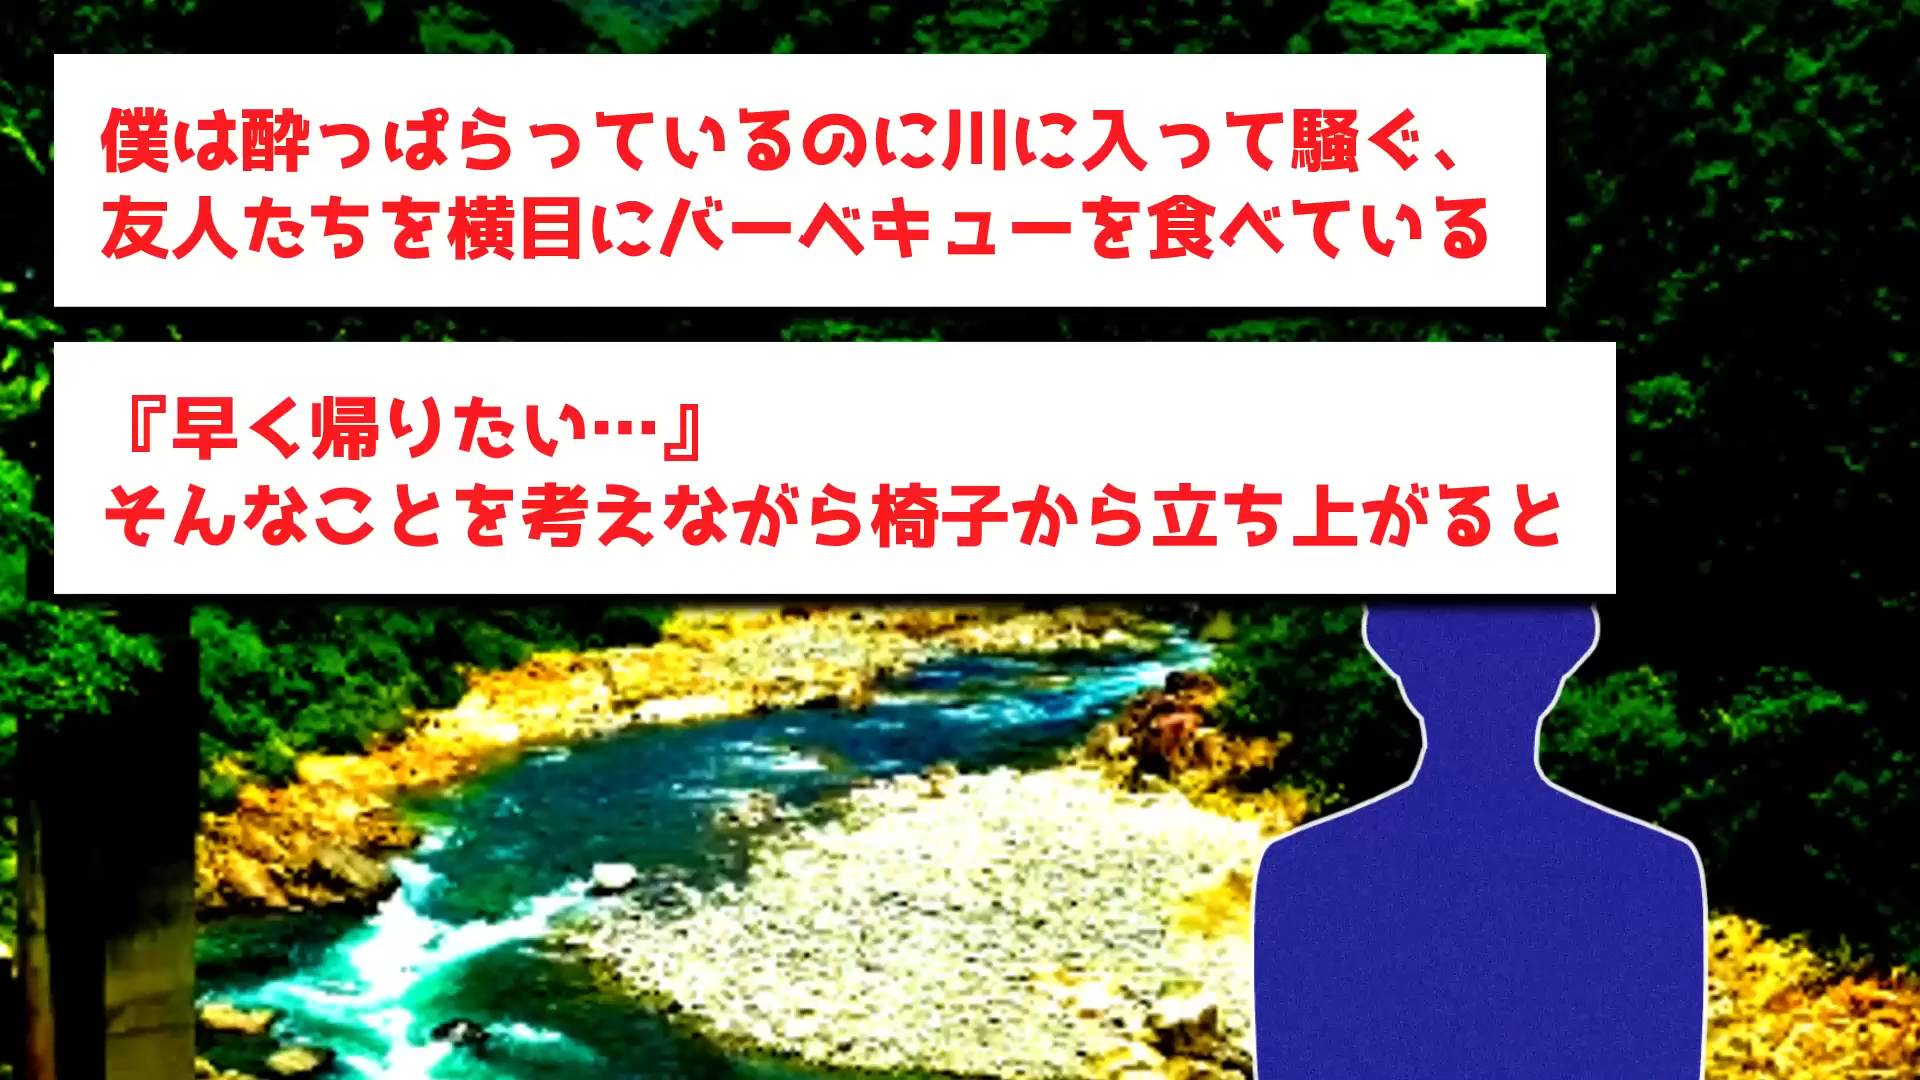 僕は酔っぱらっているのに川に入って騒ぐ、
友人たちを横目にバーベキューを食べている
『早く帰りたい…』
そんなことを考えながら椅子から立ち上がると